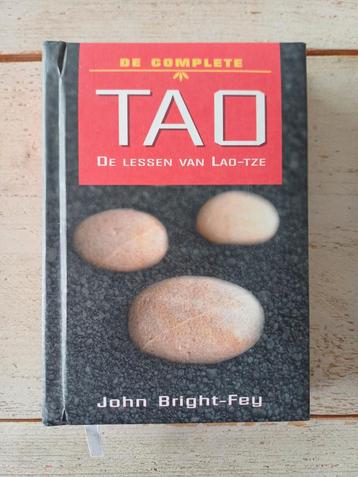 DE COMPLETE
TAO
DE LESSEN VAN LAO-TZE
John Bright-Fey